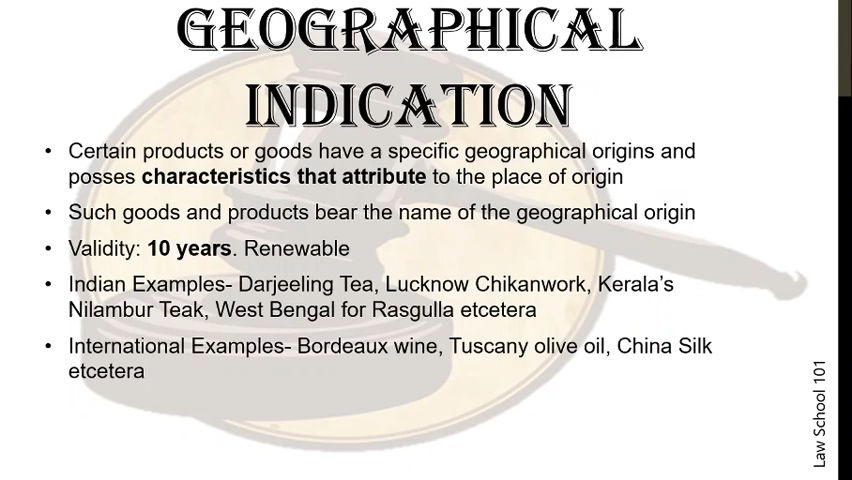 GEOGRAPHICAL
INDICATION
• Certain products or goods have a specific geographical origins and
posses characteristics that attribute to the place of origin
• Such goods and products bear the name of the geographical origin
• Validity: 10 years. Renewable
• Indian Examples- Darjeeling Tea, Lucknow Chikanwork, Kerala's
Nilambur Teak, West Bengal for Rasgulla etcetera
• International Examples- Bordeaux wine, Tuscany olive oil, China Silk
etcetera
Law School 101